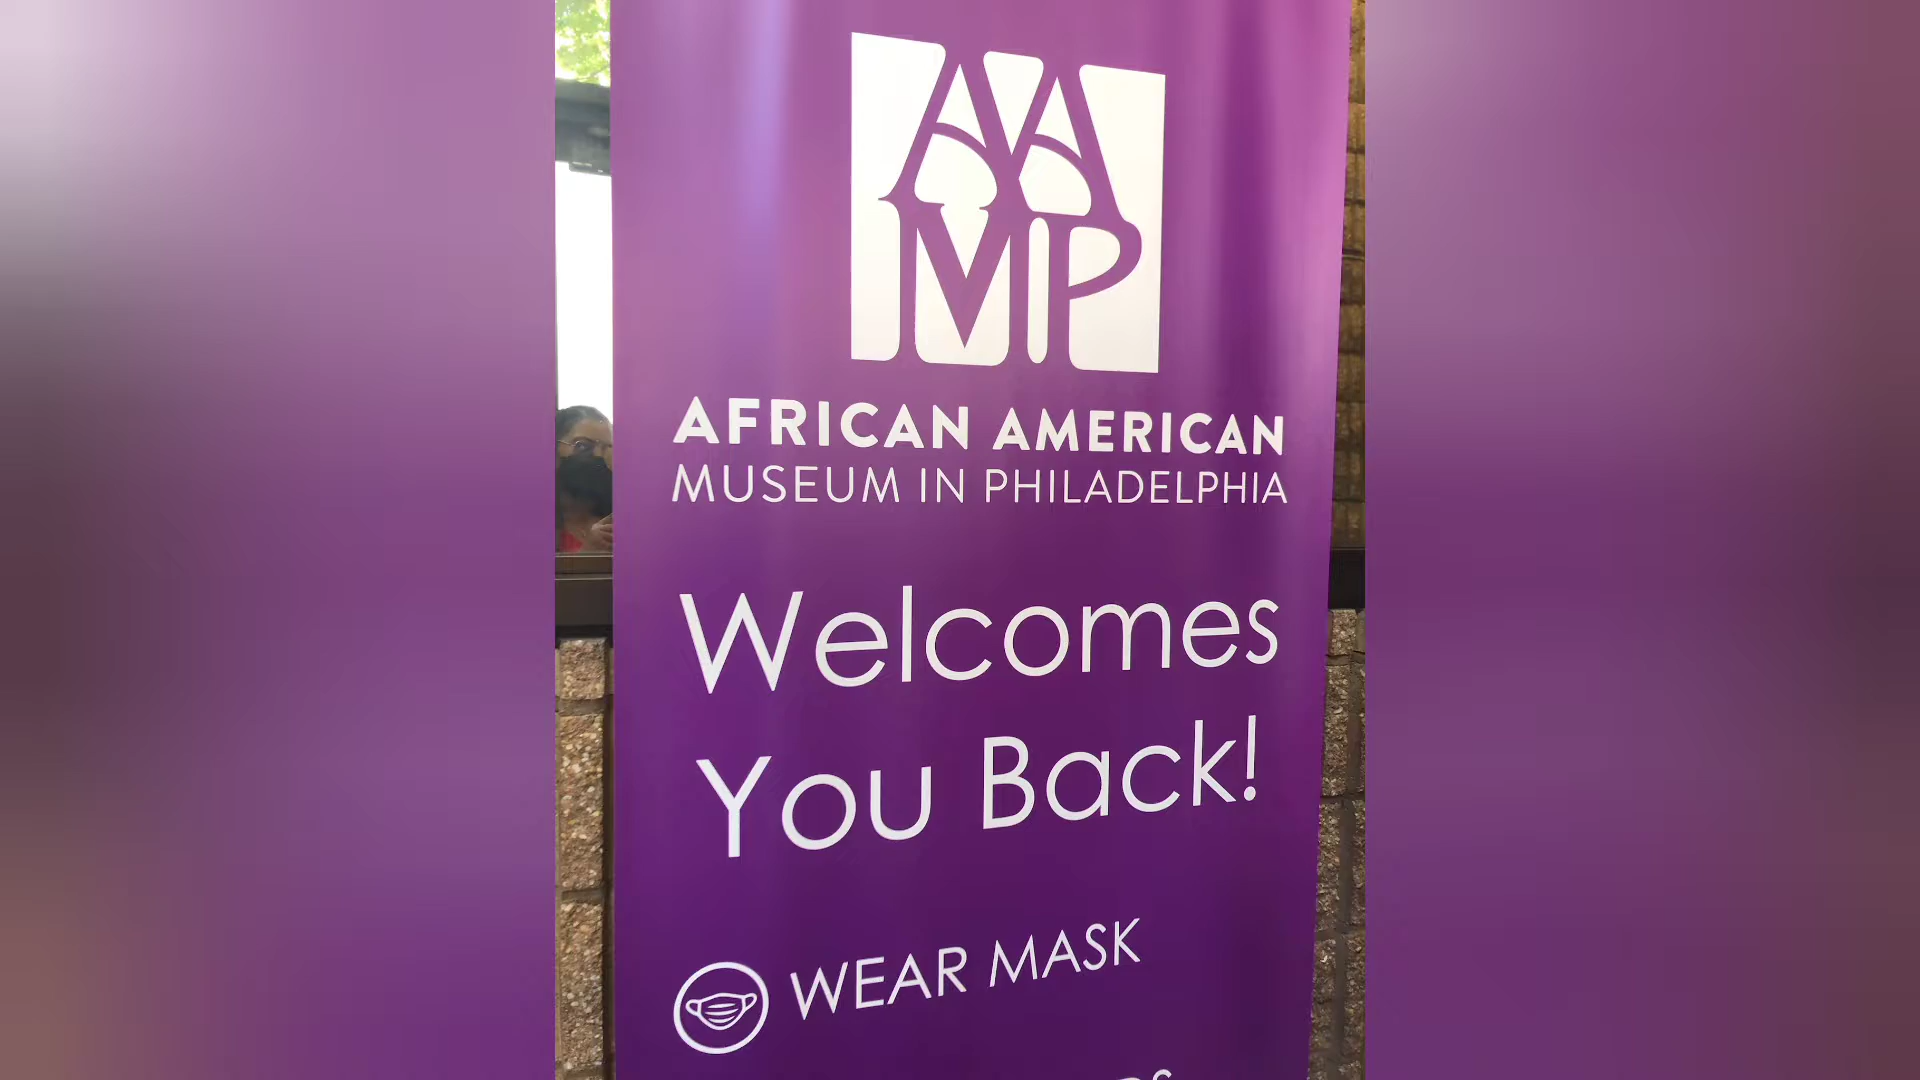 AAMP
AFRICAN AMERICAN
MUSEUM IN PHILADELPHIA
Welcomes
You Back!
WEAR MASK